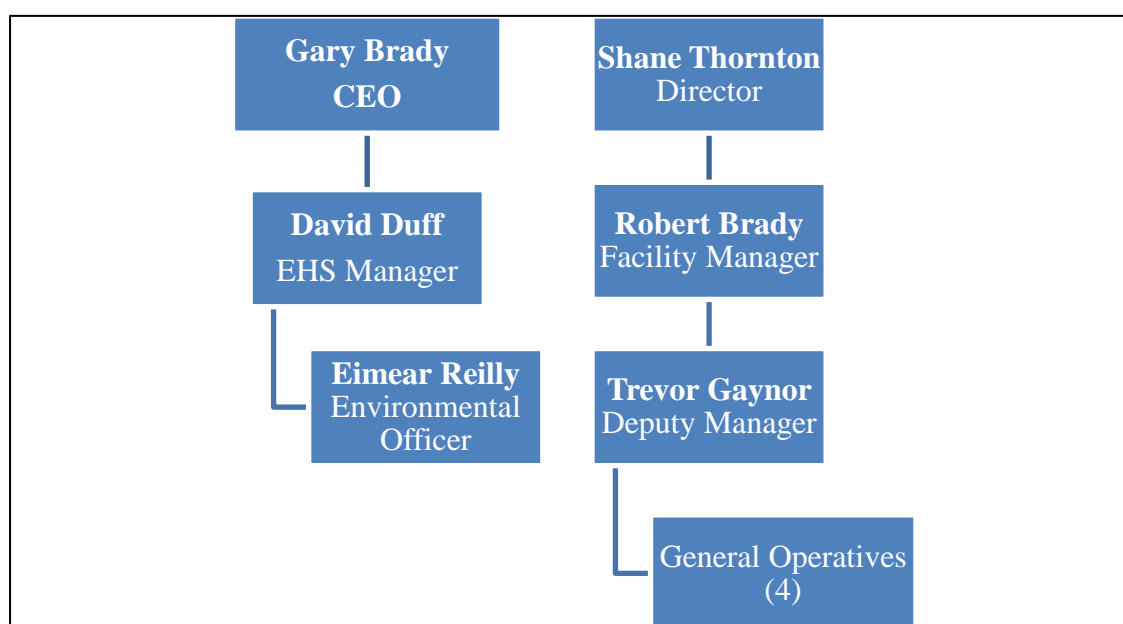 Gary Brady
CEO
David Duff
EHS Manager
Eimear Reilly
Environmental
Officer
Shane Thornton
Director
Robert Brady
Facility Manager
Trevor Gaynor
Deputy Manager
General Operatives
(4)